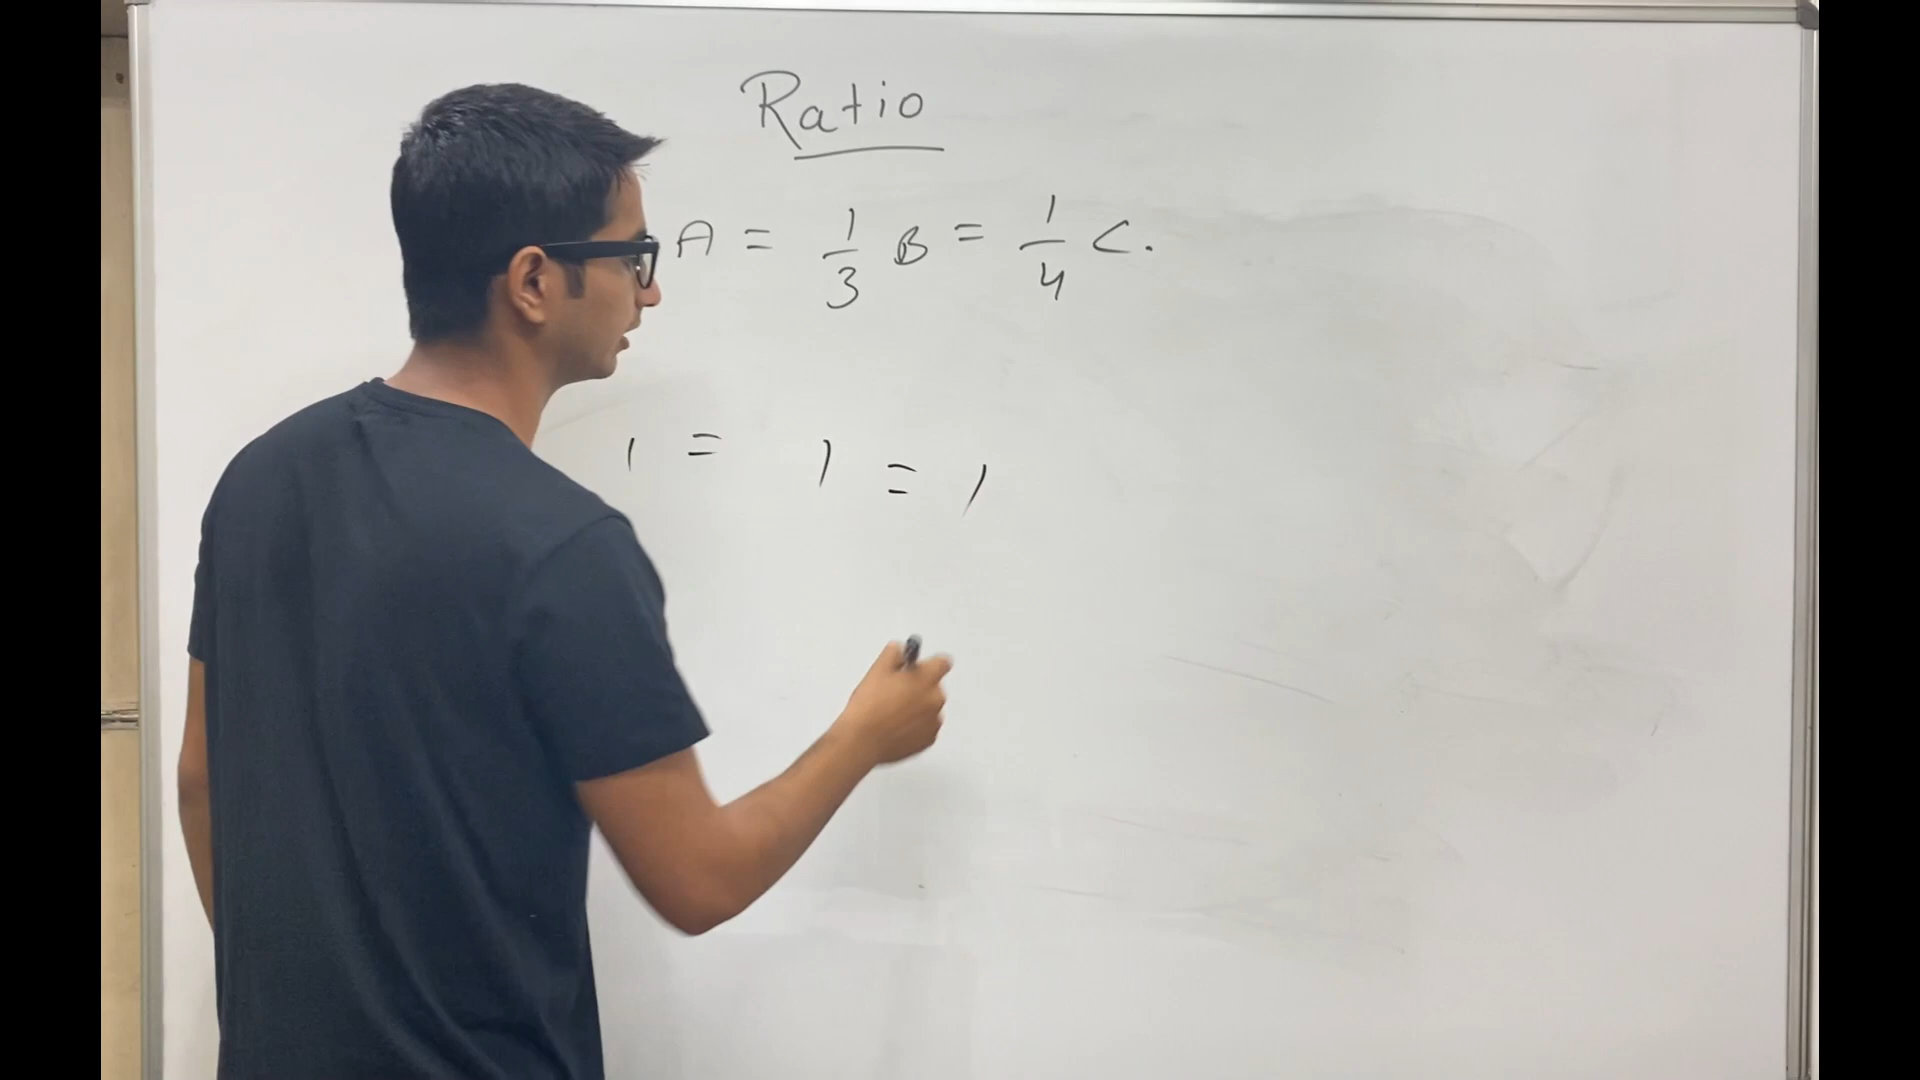 Ratio
A = 1/3 B = 1/4 C.
1 = 1 = 1